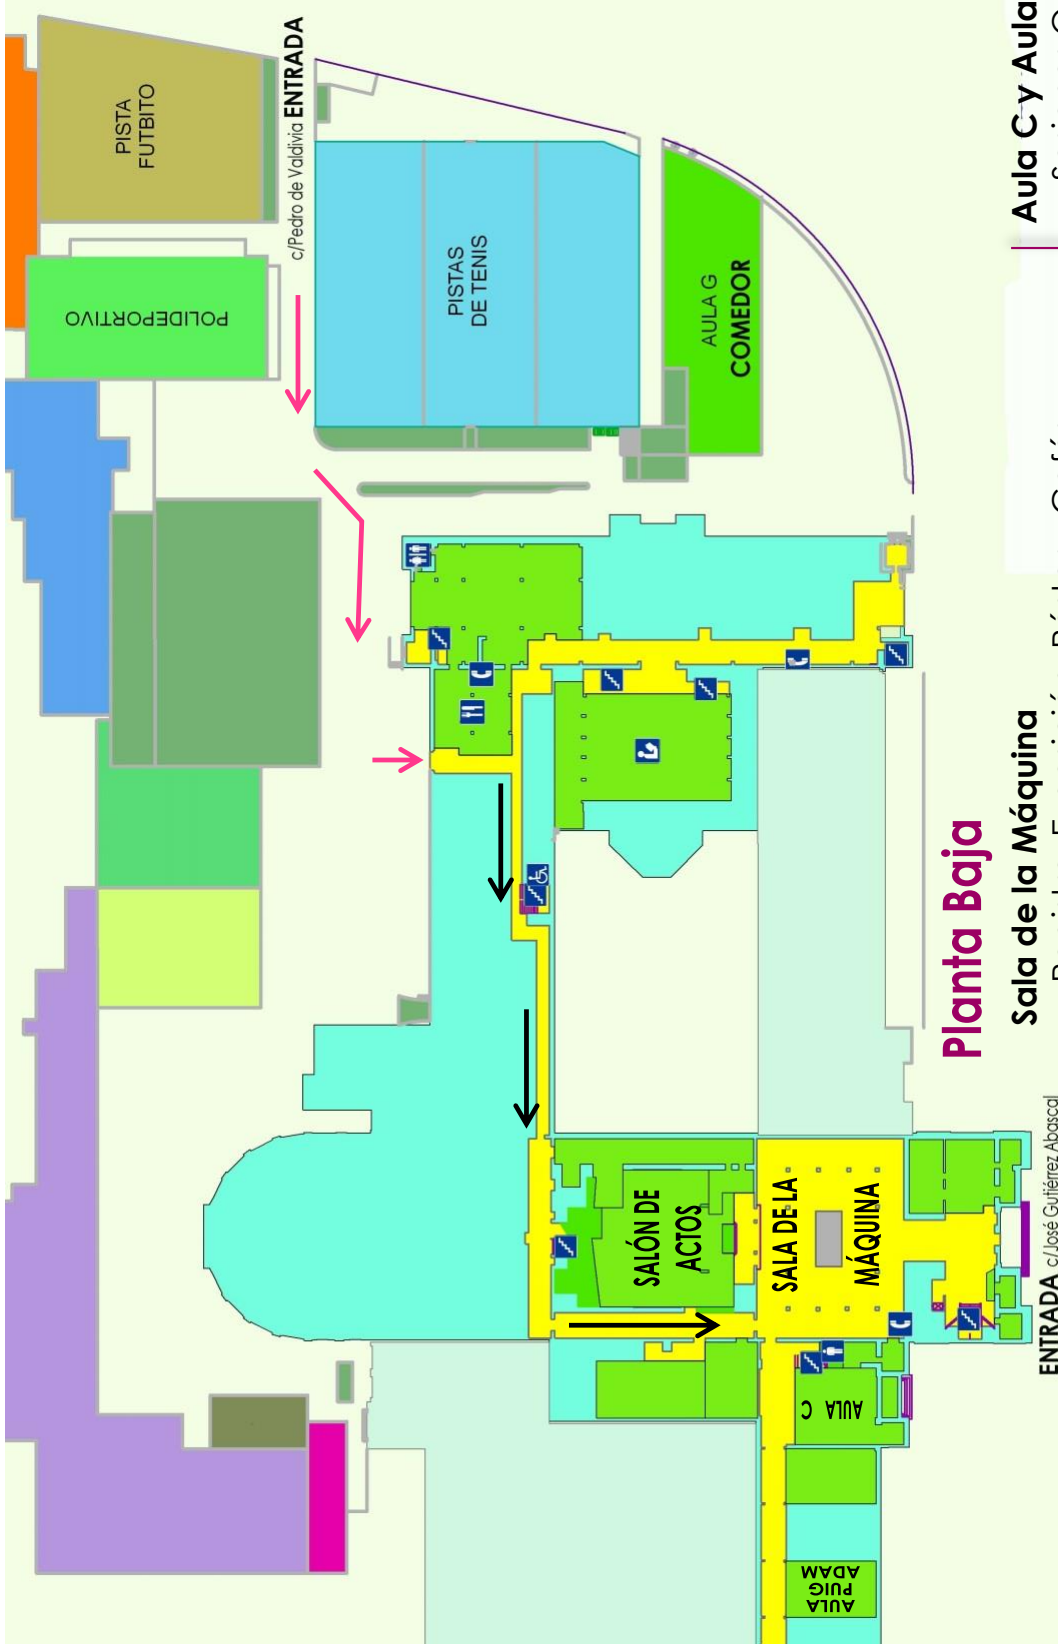 PISTA
FUTBITO
c/Pedro de Valdivia ENTRADA
POLIDEPORTIVO
PISTAS
DE TENIS
AULA G
COMEDOR
Aula C y Aula
Planta Baja
Sala de la Máquina
SALÓN DE
ACTOS
SALA DE LA
MÁQUINA
AULA C
AULA
PUIG
ADAM
ENTRADA c/José Gutiérrez Abascal